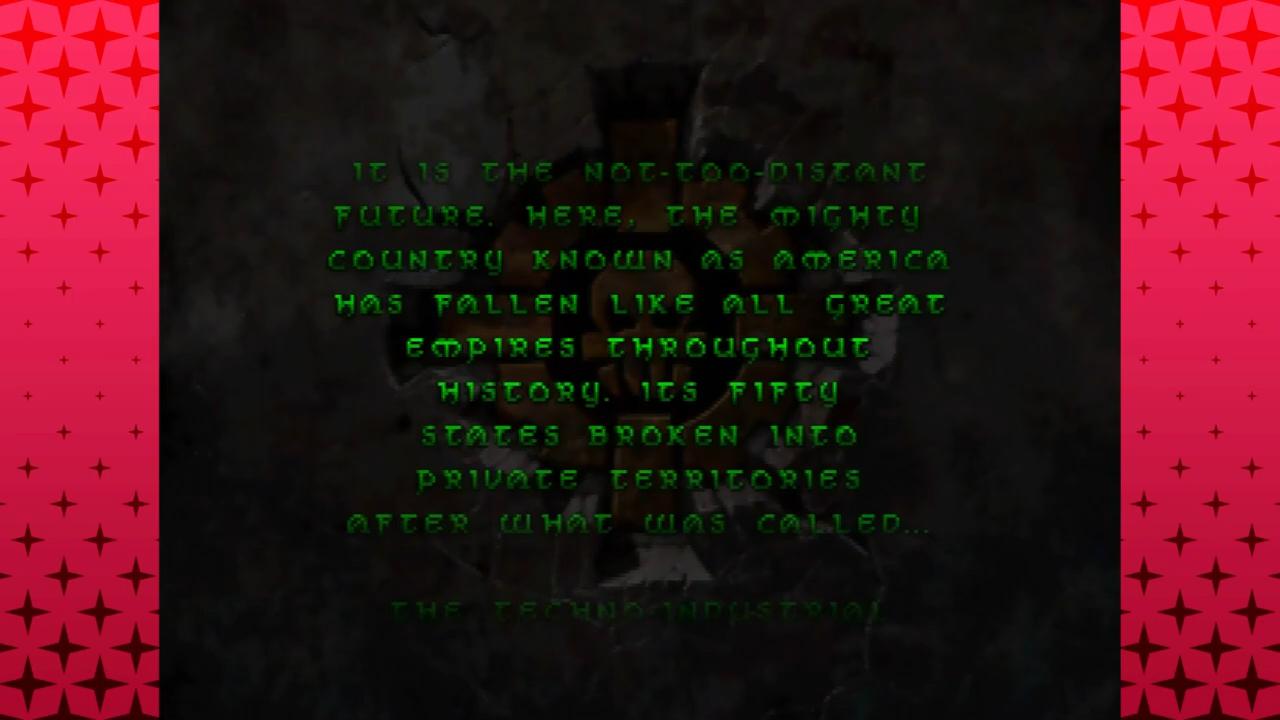 IT IS THE NOT-TOO-DISTANT
FUTURE. HERE, THE MIGHTY
COUNTRY KNOWN AS AMERICA
HAS FALLEN LIKE ALL GREAT
EMPIRES THROUGHOUT
HISTORY. ITS FIFTY
STATES BROKEN INTO
PRIVATE TERRITORIES
AFTER WHAT WAS CALLED...
THE TECHNO-INDUSTRIAL